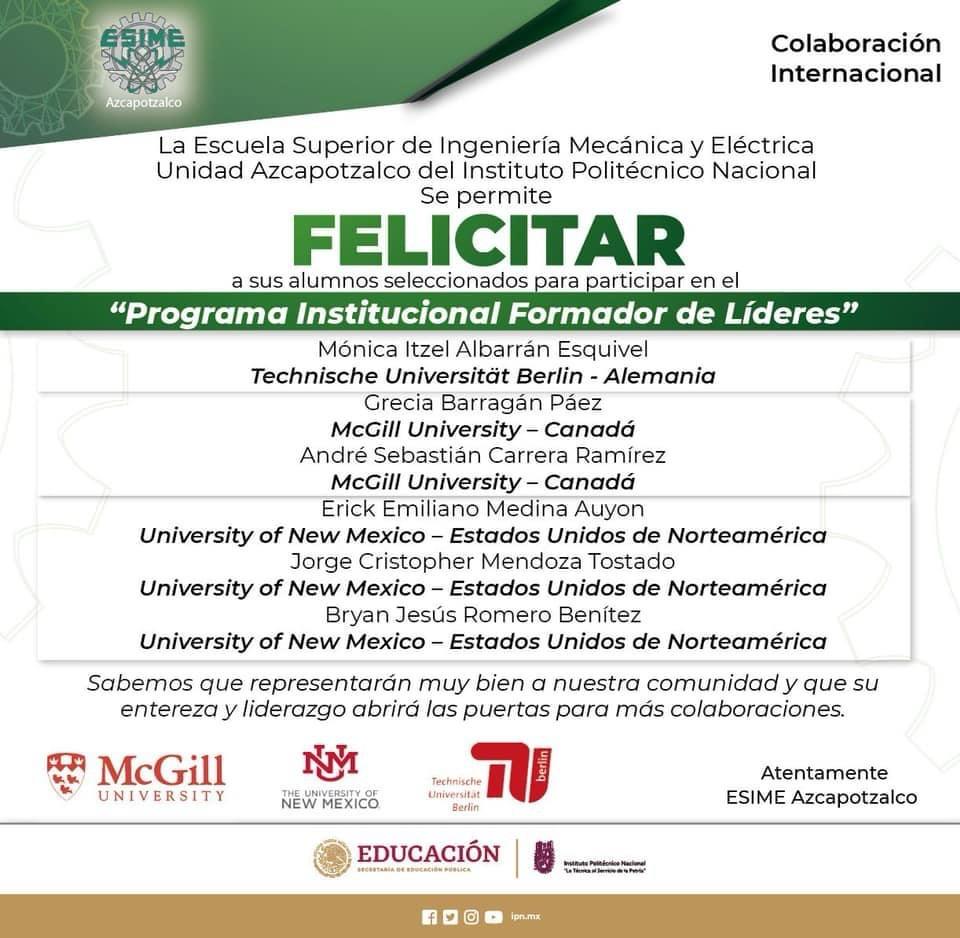 ESIME
Azcapotzalco
Colaboración
Internacional
La Escuela Superior de Ingeniería Mecánica y Eléctrica
Unidad Azcapotzalco del Instituto Politécnico Nacional
Se permite
FELICITAR
a sus alumnos seleccionados para participar en el
“Programa Institucional Formador de Líderes”
Mónica Itzel Albarrán Esquivel
Technische Universität Berlin - Alemania
Grecia Barragán Páez
McGill University – Canadá
André Sebastián Carrera Ramírez
McGill University – Canadá
Erick Emiliano Medina Auyon
University of New Mexico – Estados Unidos de Norteamérica
Jorge Cristopher Mendoza Tostado
University of New Mexico – Estados Unidos de Norteamérica
Bryan Jesús Romero Benítez
University of New Mexico – Estados Unidos de Norteamérica
Sabemos que representarán muy bien a nuestra comunidad y que su
entereza y liderazgo abrirá las puertas para más colaboraciones.
McGill
UNIVERSITY
NM
THE UNIVERSITY OF
NEW MEXICO
Technische
Universität
Berlin
berlin
Atentamente
ESIME Azcapotzalco
EDUCACIÓN
SECRETARÍA DE EDUCACIÓN PÚBLICA
Instituto Politécnico Nacional
"La Técnica al Servicio de la Patria"
ipn.mx